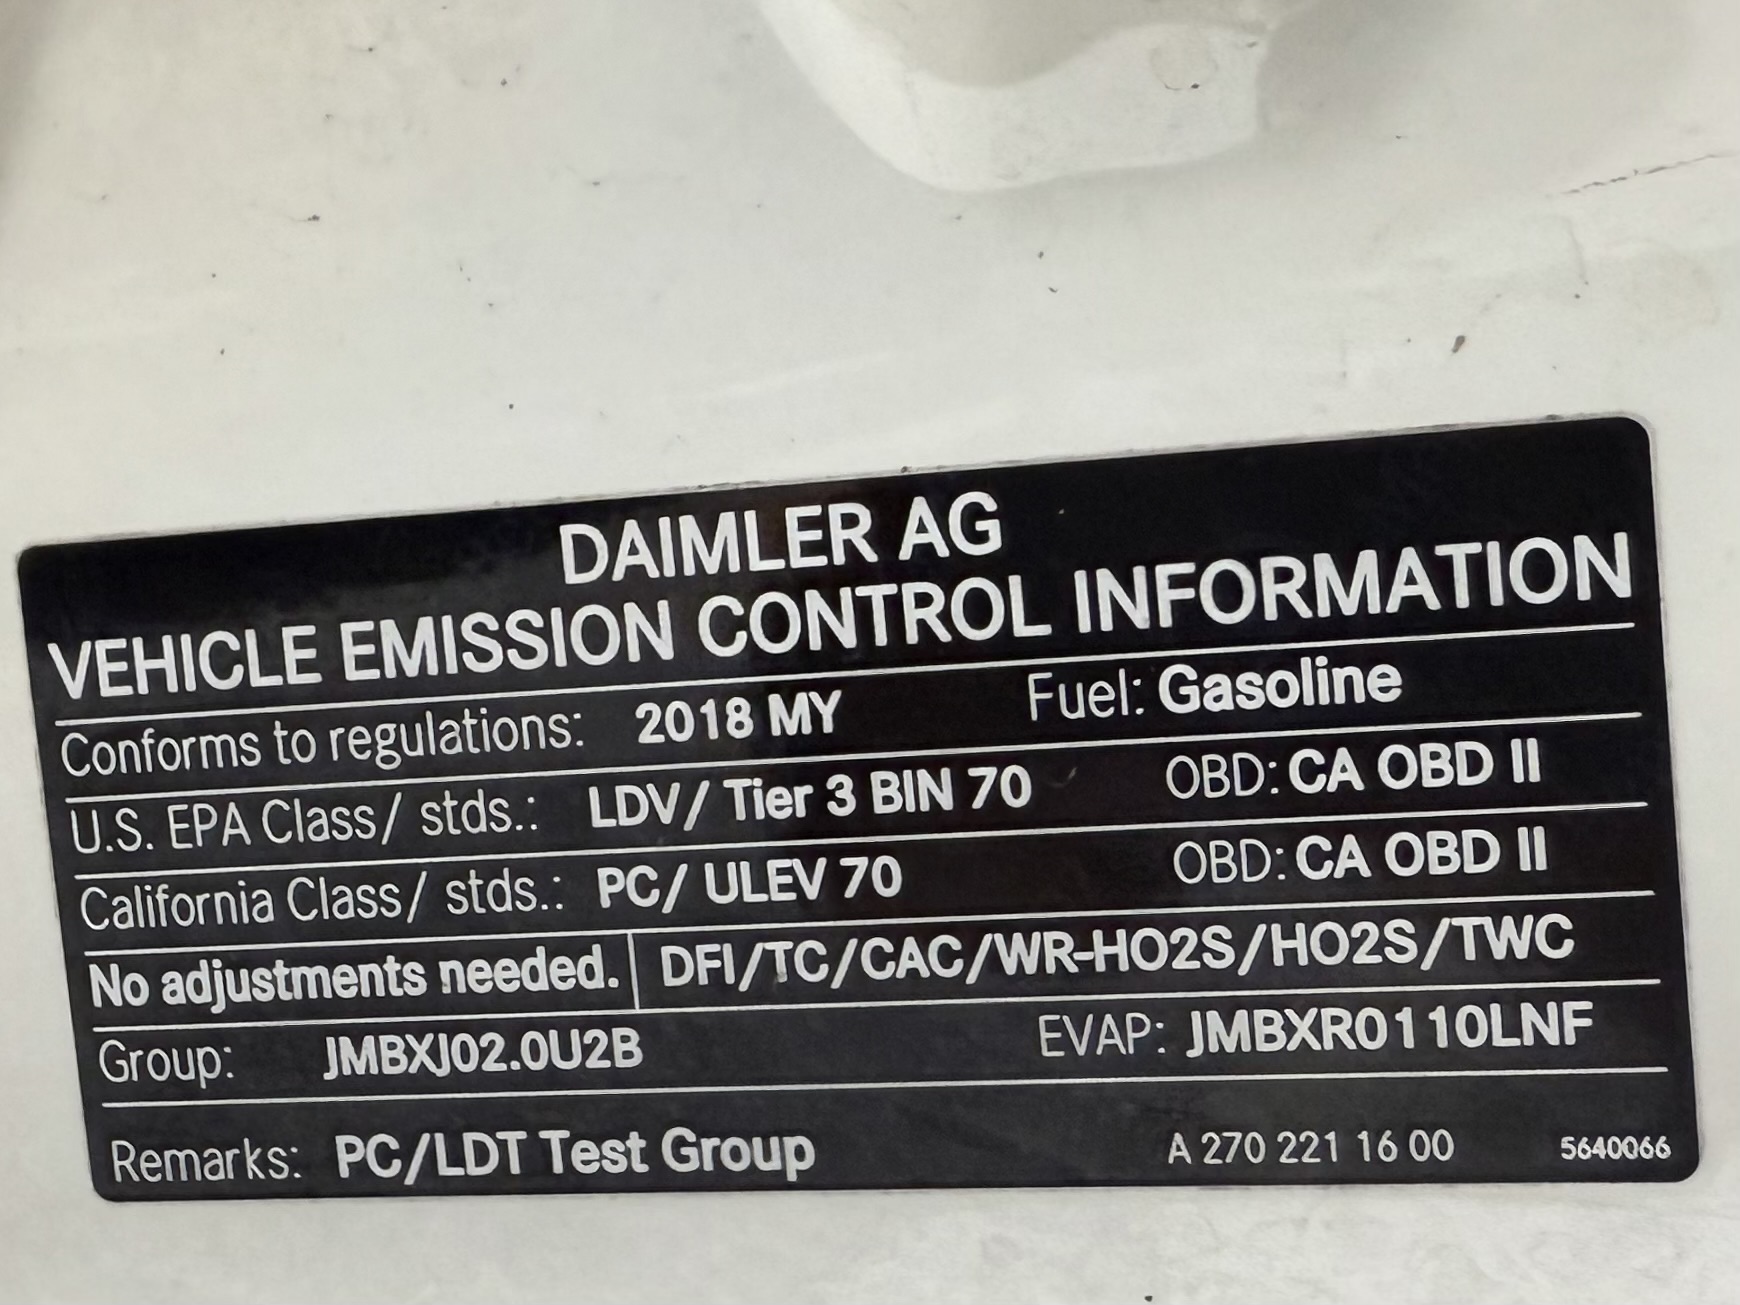 DAIMLER AG
VEHICLE EMISSION CONTROL INFORMATION
Conforms to regulations: 2018 MY Fuel: Gasoline
U.S. EPA Class/ stds.: LDV/ Tier 3 BIN 70 OBD: CA OBD II
California Class/ stds.: PC/ ULEV 70 OBD: CA OBD II
No adjustments needed. DFI/TC/CAC/WR-HO2S/HO2S/TWC
Group: JMBXJ02.0U2B EVAP: JMBXR0110LNF
Remarks: PC/LDT Test Group A 270 221 16 00 5640066